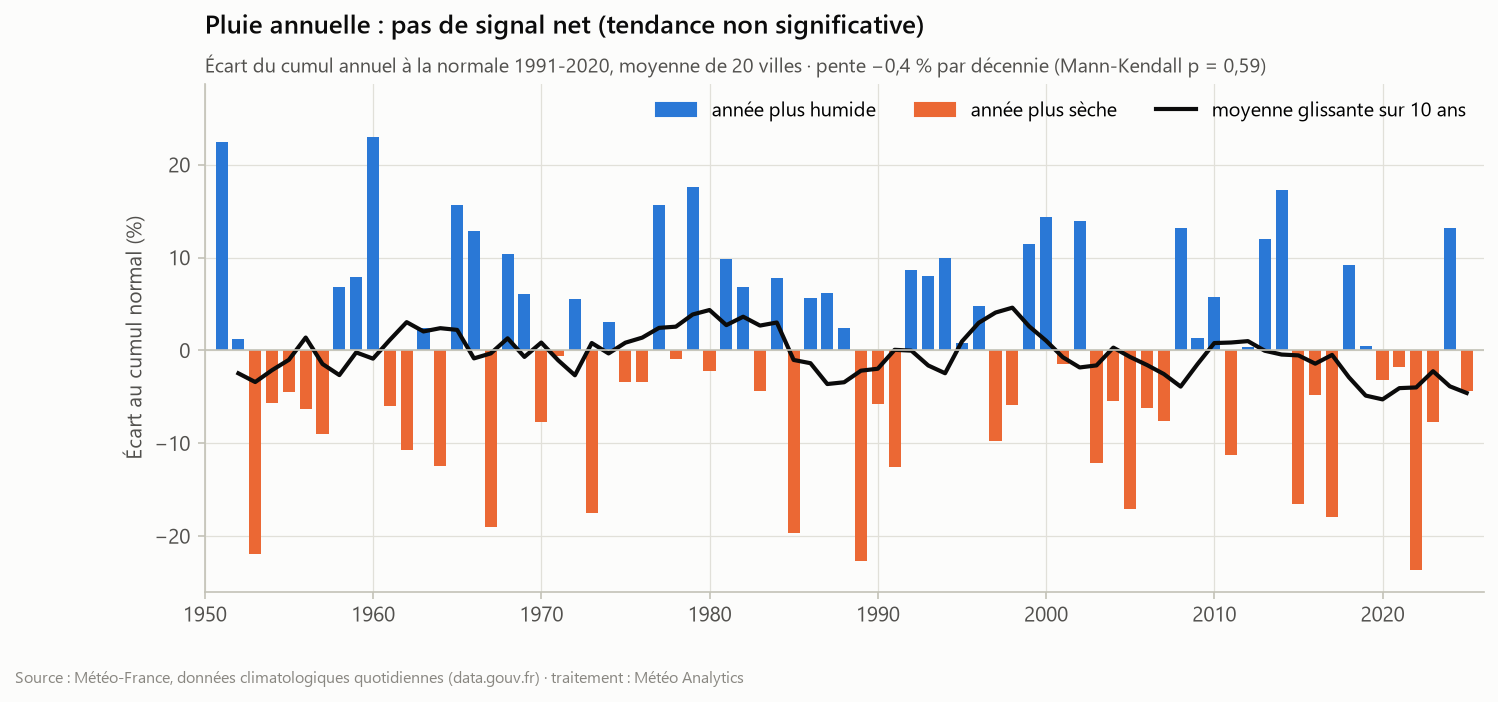 Pluie annuelle : pas de signal net (tendance non significative)
Écart du cumul annuel à la normale 1991-2020, moyenne de 20 villes · pente −0,4 % par décennie (Mann-Kendall p = 0,59)
année plus humide
année plus sèche
moyenne glissante sur 10 ans
Écart au cumul normal (%)
20
10
0
−10
−20
1950
1960
1970
1980
1990
2000
2010
2020
Source : Météo-France, données climatologiques quotidiennes (data.gouv.fr) · traitement : Météo Analytics